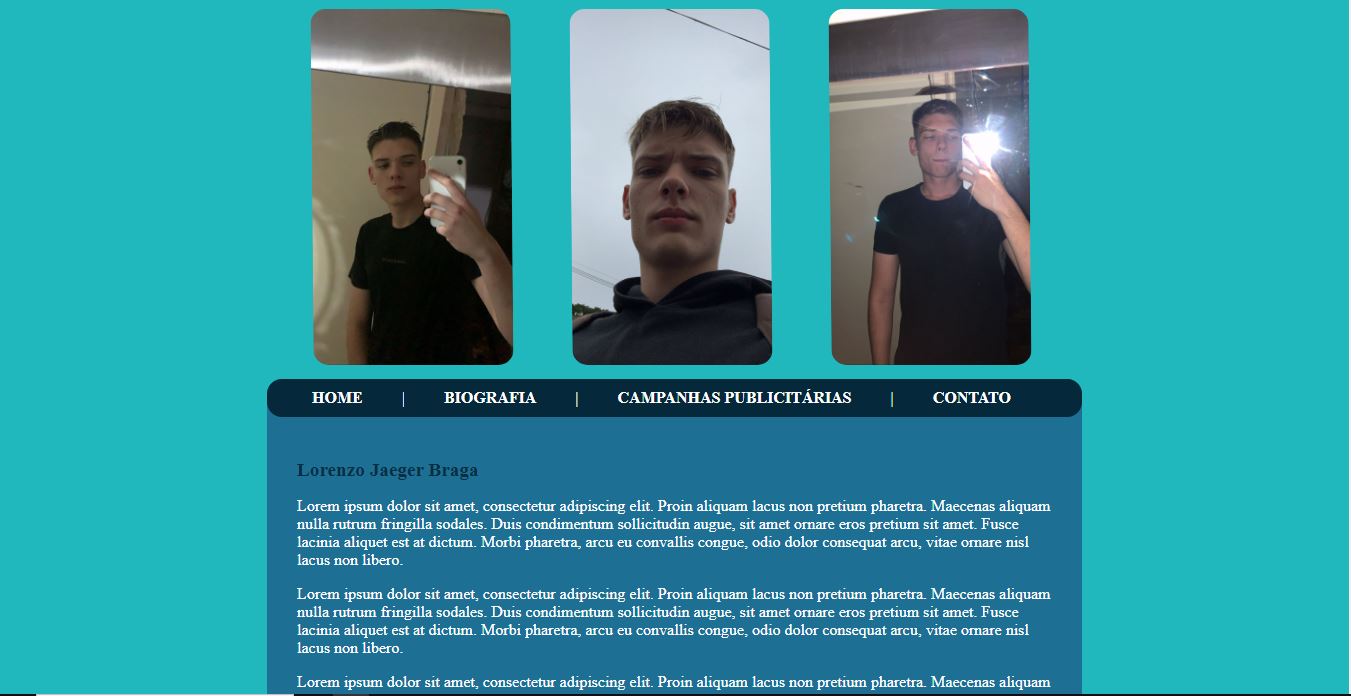 HOME | BIOGRAFIA | CAMPANHAS PUBLICITÁRIAS | CONTATO
Lorenzo Jaeger Braga
Lorem ipsum dolor sit amet, consectetur adipiscing elit. Proin aliquam lacus non pretium pharetra. Maecenas aliquam
nulla rutrum fringilla sodales. Duis condimentum sollicitudin augue, sit amet ornare eros pretium sit amet. Fusce
lacinia aliquet est at dictum. Morbi pharetra, arcu eu convallis congue, odio dolor consequat arcu, vitae ornare nisl
lacus non libero.
Lorem ipsum dolor sit amet, consectetur adipiscing elit. Proin aliquam lacus non pretium pharetra. Maecenas aliquam
nulla rutrum fringilla sodales. Duis condimentum sollicitudin augue, sit amet ornare eros pretium sit amet. Fusce
lacinia aliquet est at dictum. Morbi pharetra, arcu eu convallis congue, odio dolor consequat arcu, vitae ornare nisl
lacus non libero.
Lorem ipsum dolor sit amet, consectetur adipiscing elit. Proin aliquam lacus non pretium pharetra. Maecenas aliquam